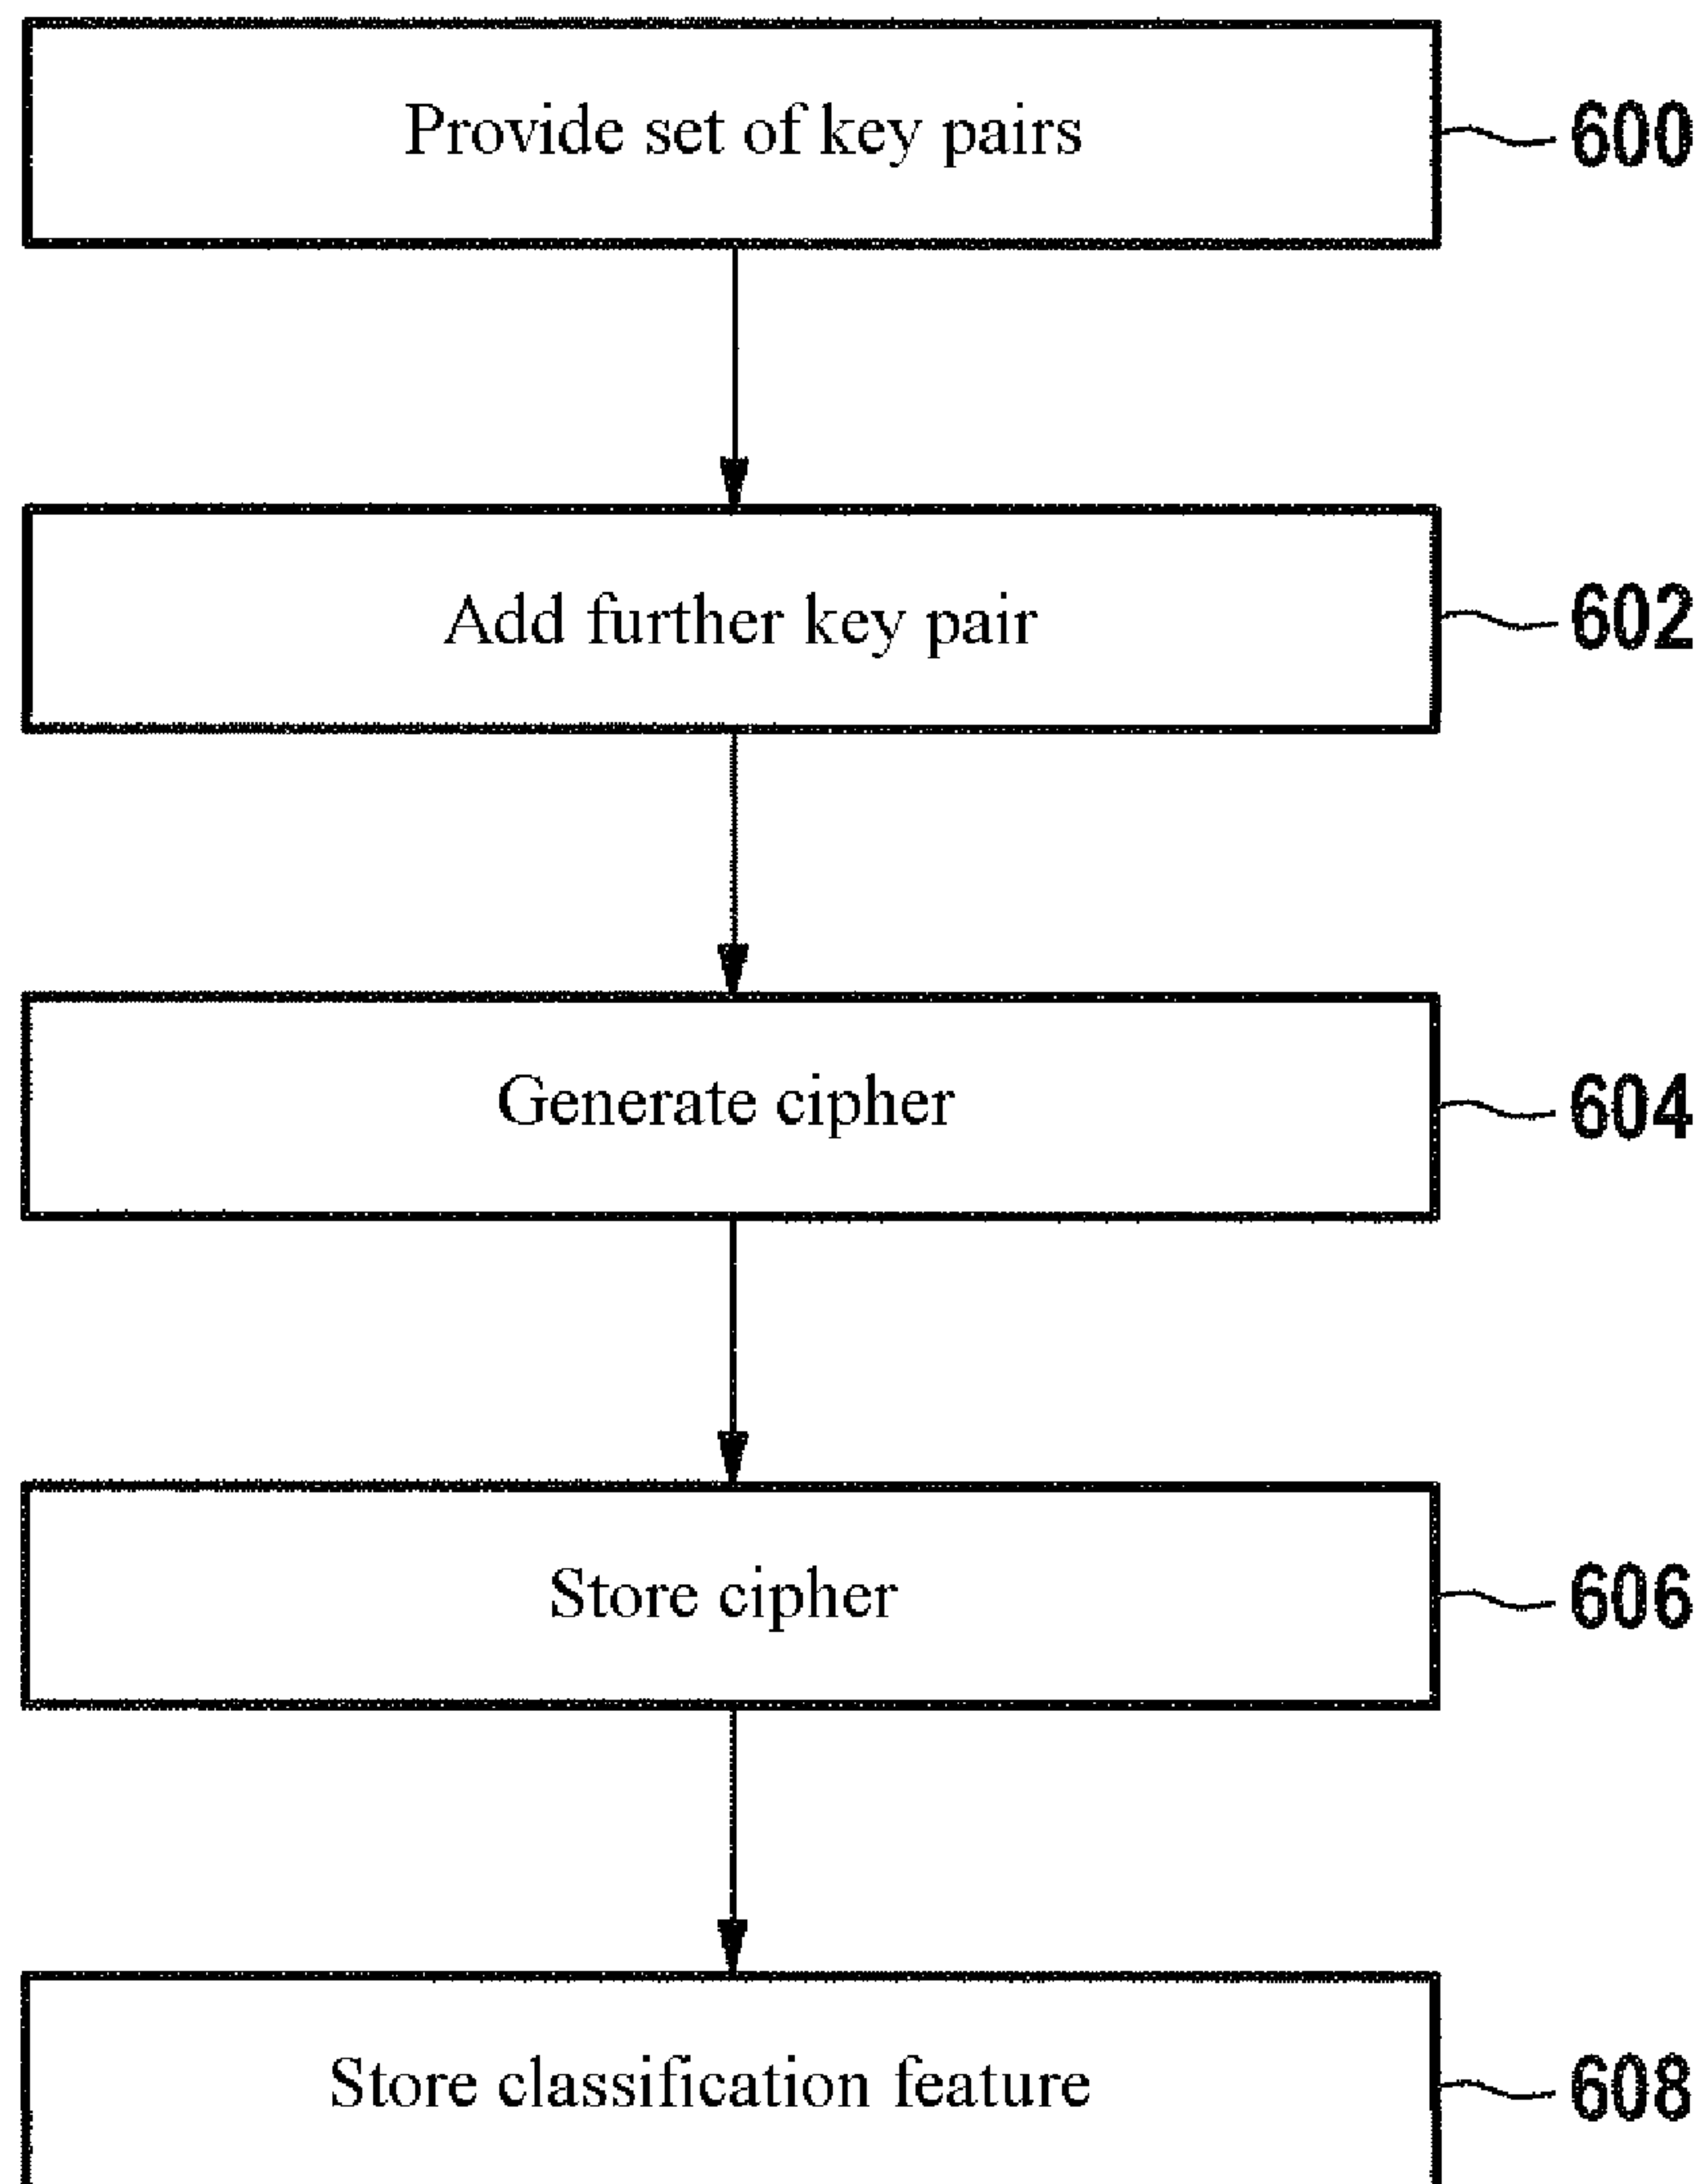 Provide set of key pairs 600
Add further key pair 602
Generate cipher 604
Store cipher 606
Store classification feature 608